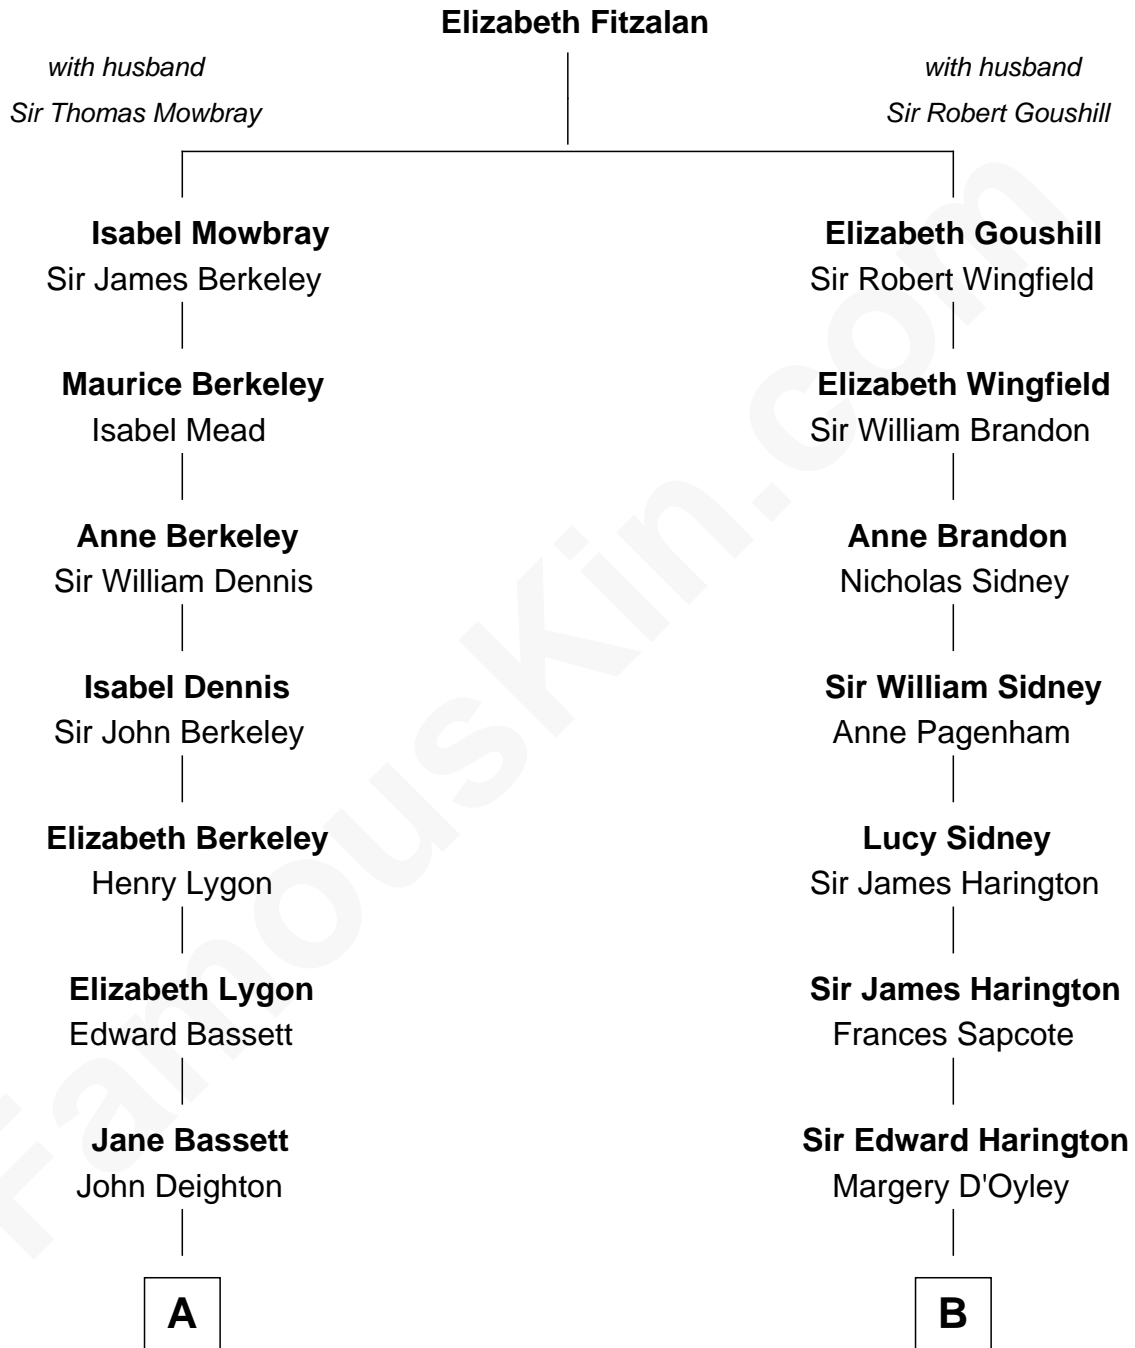 Elizabeth Fitzalan
with husband
Sir Thomas Mowbray
with husband
Sir Robert Goushill
Isabel Mowbray
Sir James Berkeley
Elizabeth Goushill
Sir Robert Wingfield
Maurice Berkeley
Isabel Mead
Elizabeth Wingfield
Sir William Brandon
Anne Berkeley
Sir William Dennis
Anne Brandon
Nicholas Sidney
Isabel Dennis
Sir John Berkeley
Sir William Sidney
Anne Pagenham
Elizabeth Berkeley
Henry Lygon
Lucy Sidney
Sir James Harington
Elizabeth Lygon
Edward Bassett
Sir James Harington
Frances Sapcote
Jane Bassett
John Deighton
Sir Edward Harington
Margery D'Oyley
A
B
FamousKin.com